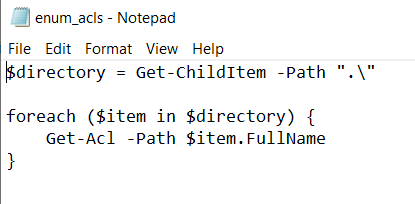 enum_acls - Notepad
File Edit Format View Help
$directory = Get-ChildItem -Path ".\"
foreach ($item in $directory) {
    Get-Acl -Path $item.FullName
}